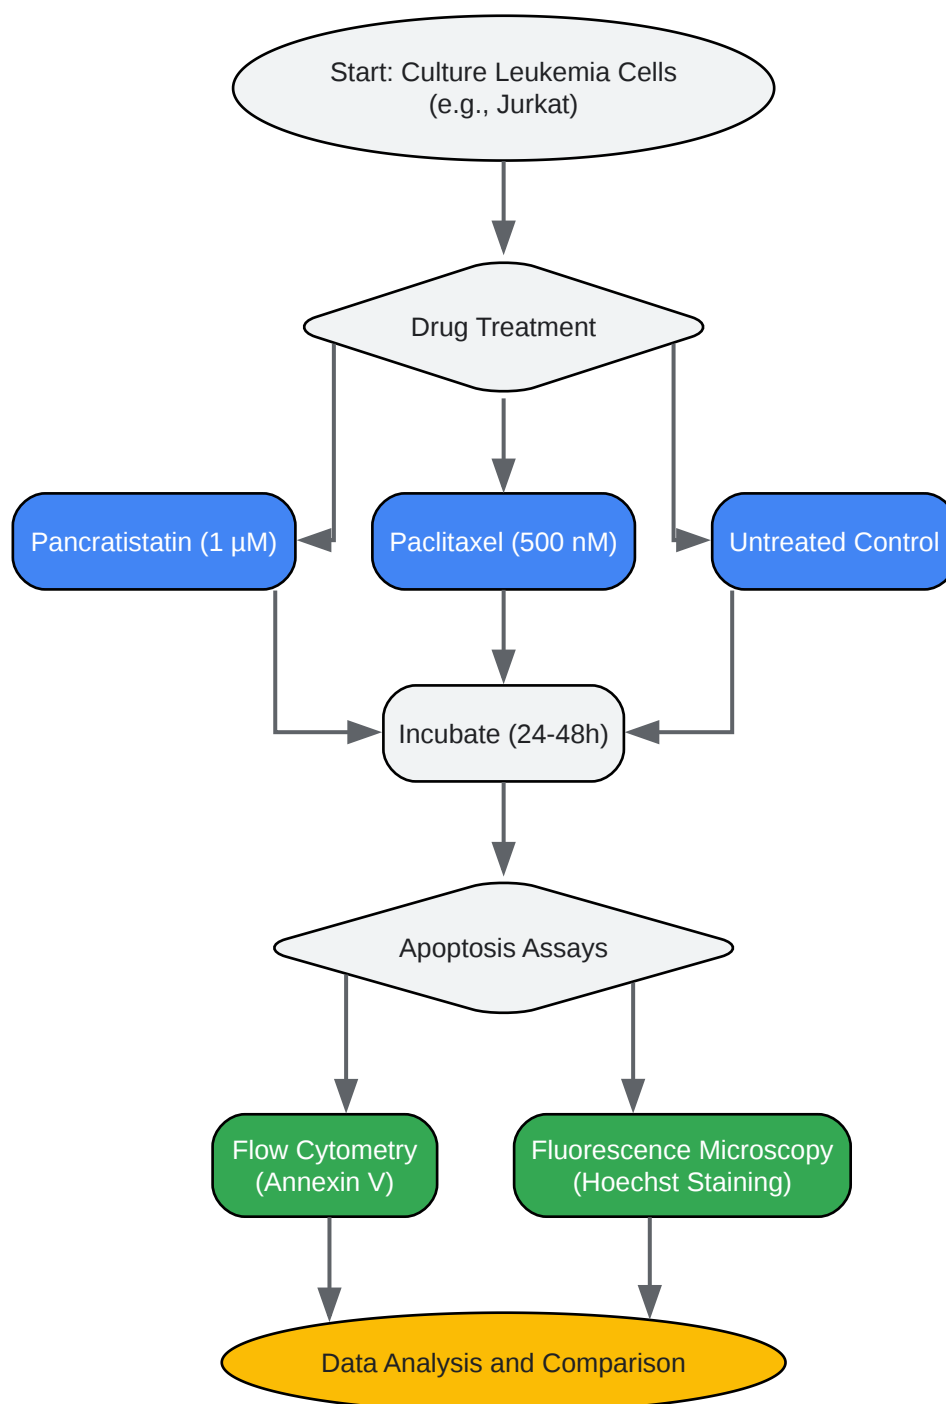 Start: Culture Leukemia Cells
(e.g., Jurkat)
Drug Treatment
Pancratistatin (1 µM)
Paclitaxel (500 nM)
Untreated Control
Incubate (24-48h)
Apoptosis Assays
Flow Cytometry
(Annexin V)
Fluorescence Microscopy
(Hoechst Staining)
Data Analysis and Comparison